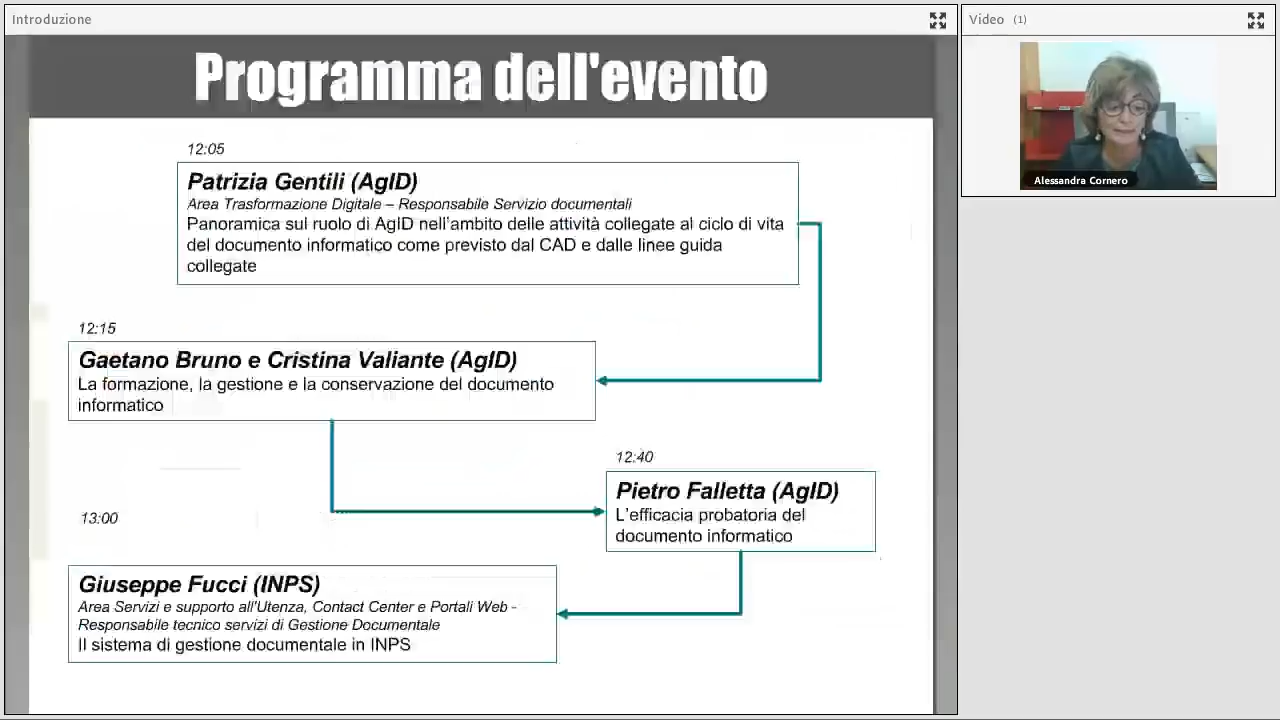 Introduzione
Programma dell'evento
12:05
Patrizia Gentili (AgID)
Area Trasformazione Digitale – Responsabile Servizio documentali
Panoramica sul ruolo di AgID nell'ambito delle attività collegate al ciclo di vita
del documento informatico come previsto dal CAD e dalle linee guida
collegate
12:15
Gaetano Bruno e Cristina Valiante (AgID)
La formazione, la gestione e la conservazione del documento
informatico
12:40
Pietro Falletta (AgID)
L'efficacia probatoria del
documento informatico
13:00
Giuseppe Fucci (INPS)
Area Servizi e supporto all'Utenza, Contact Center e Portali Web -
Responsabile tecnico servizi di Gestione Documentale
Il sistema di gestione documentale in INPS
Video (1)
Alessandra Cornero